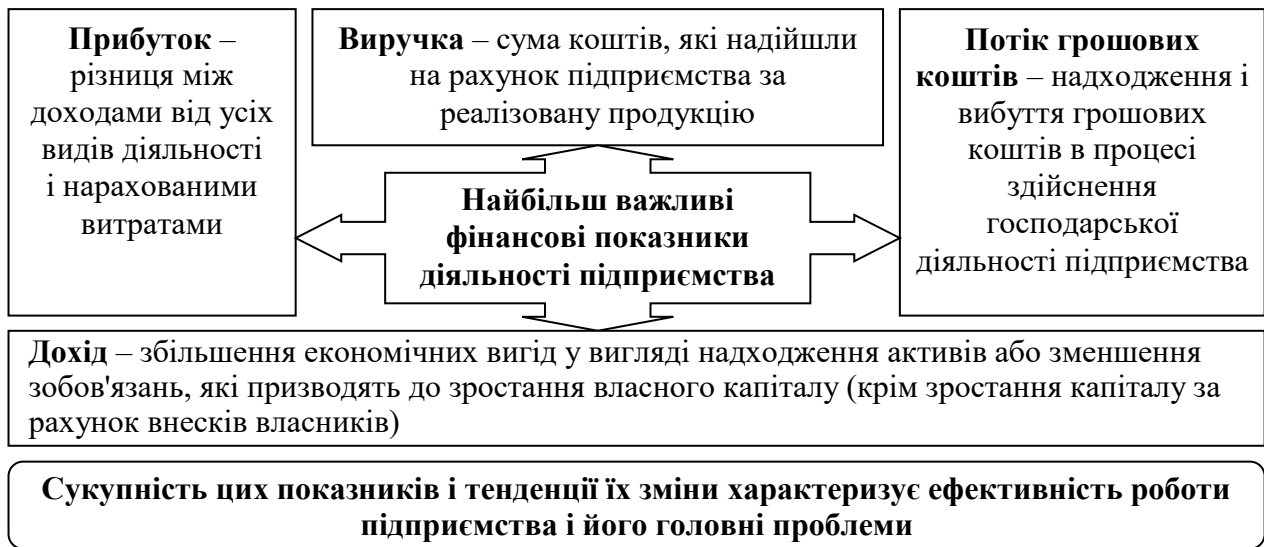 Прибуток –
різниця між
доходами від усіх
видів діяльності
і нарахованими
витратами
Виручка – сума коштів, які надійшли
на рахунок підприємства за
реалізовану продукцію
Потік грошових
коштів – надходження і
вибуття грошових
коштів в процесі
здійснення
господарської
діяльності підприємства
Найбільш важливі
фінансові показники
діяльності підприємства
Дохід – збільшення економічних вигід у вигляді надходження активів або зменшення
зобов'язань, які призводять до зростання власного капіталу (крім зростання капіталу за
рахунок внесків власників)
Сукупність цих показників і тенденції їх зміни характеризує ефективність роботи
підприємства і його головні проблеми